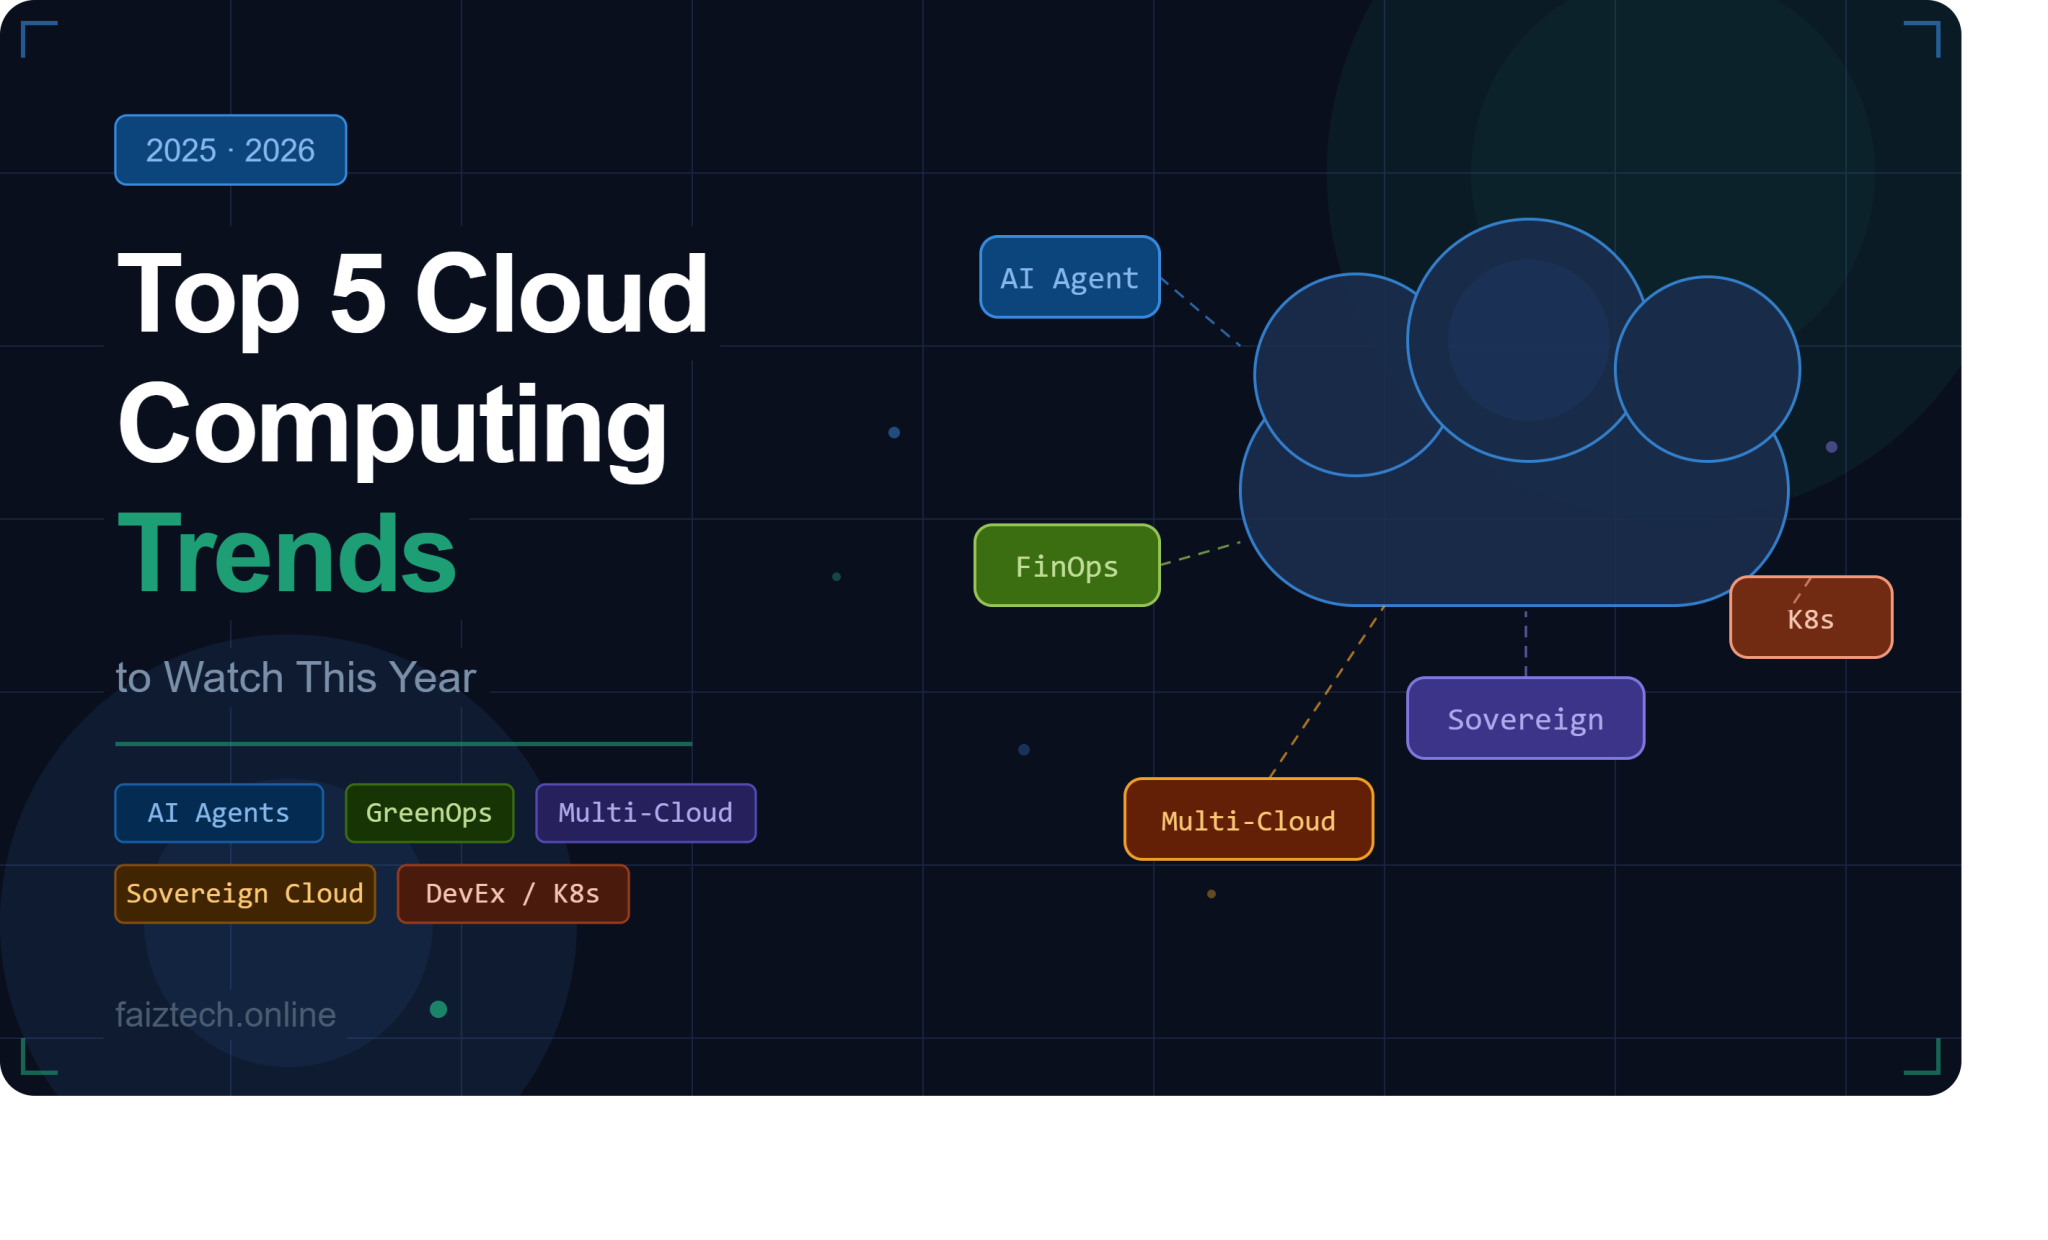 2025 · 2026
Top 5 Cloud
Computing
Trends
to Watch This Year
AI Agents
GreenOps
Multi-Cloud
Sovereign Cloud
DevEx / K8s
faiztech.online
AI Agent
FinOps
K8s
Sovereign
Multi-Cloud